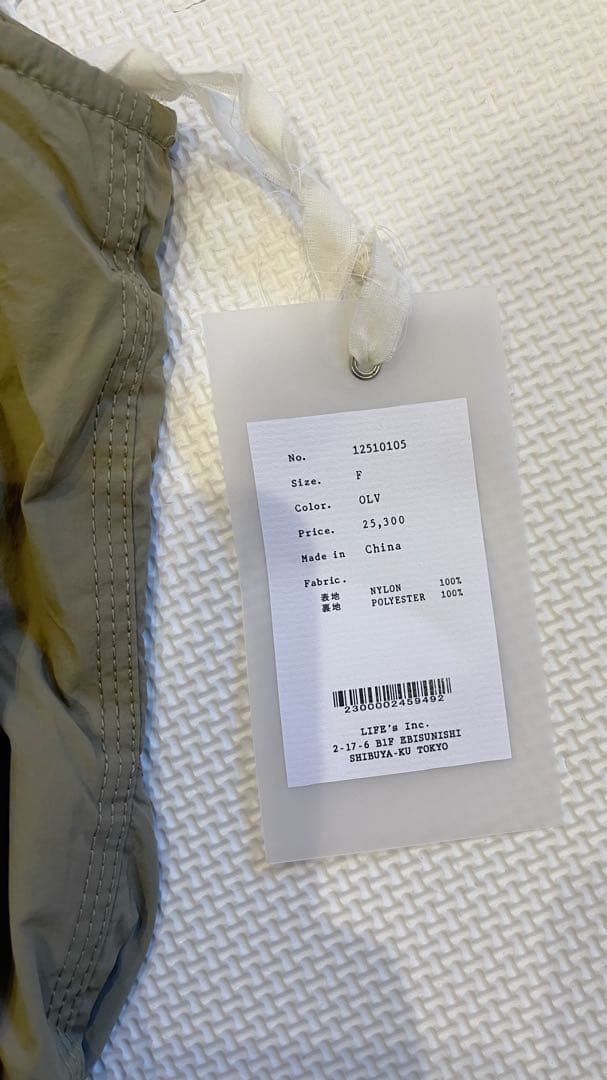 No. 12510105
Size. F
Color. OLV
Price. 25,300
Made in China
Fabric.
表地 NYLON 100%
裏地 POLYESTER 100%
2300002459492
LIFE's Inc.
2-17-6 B1F EBISUNISHI
SHIBUYA-KU TOKYO